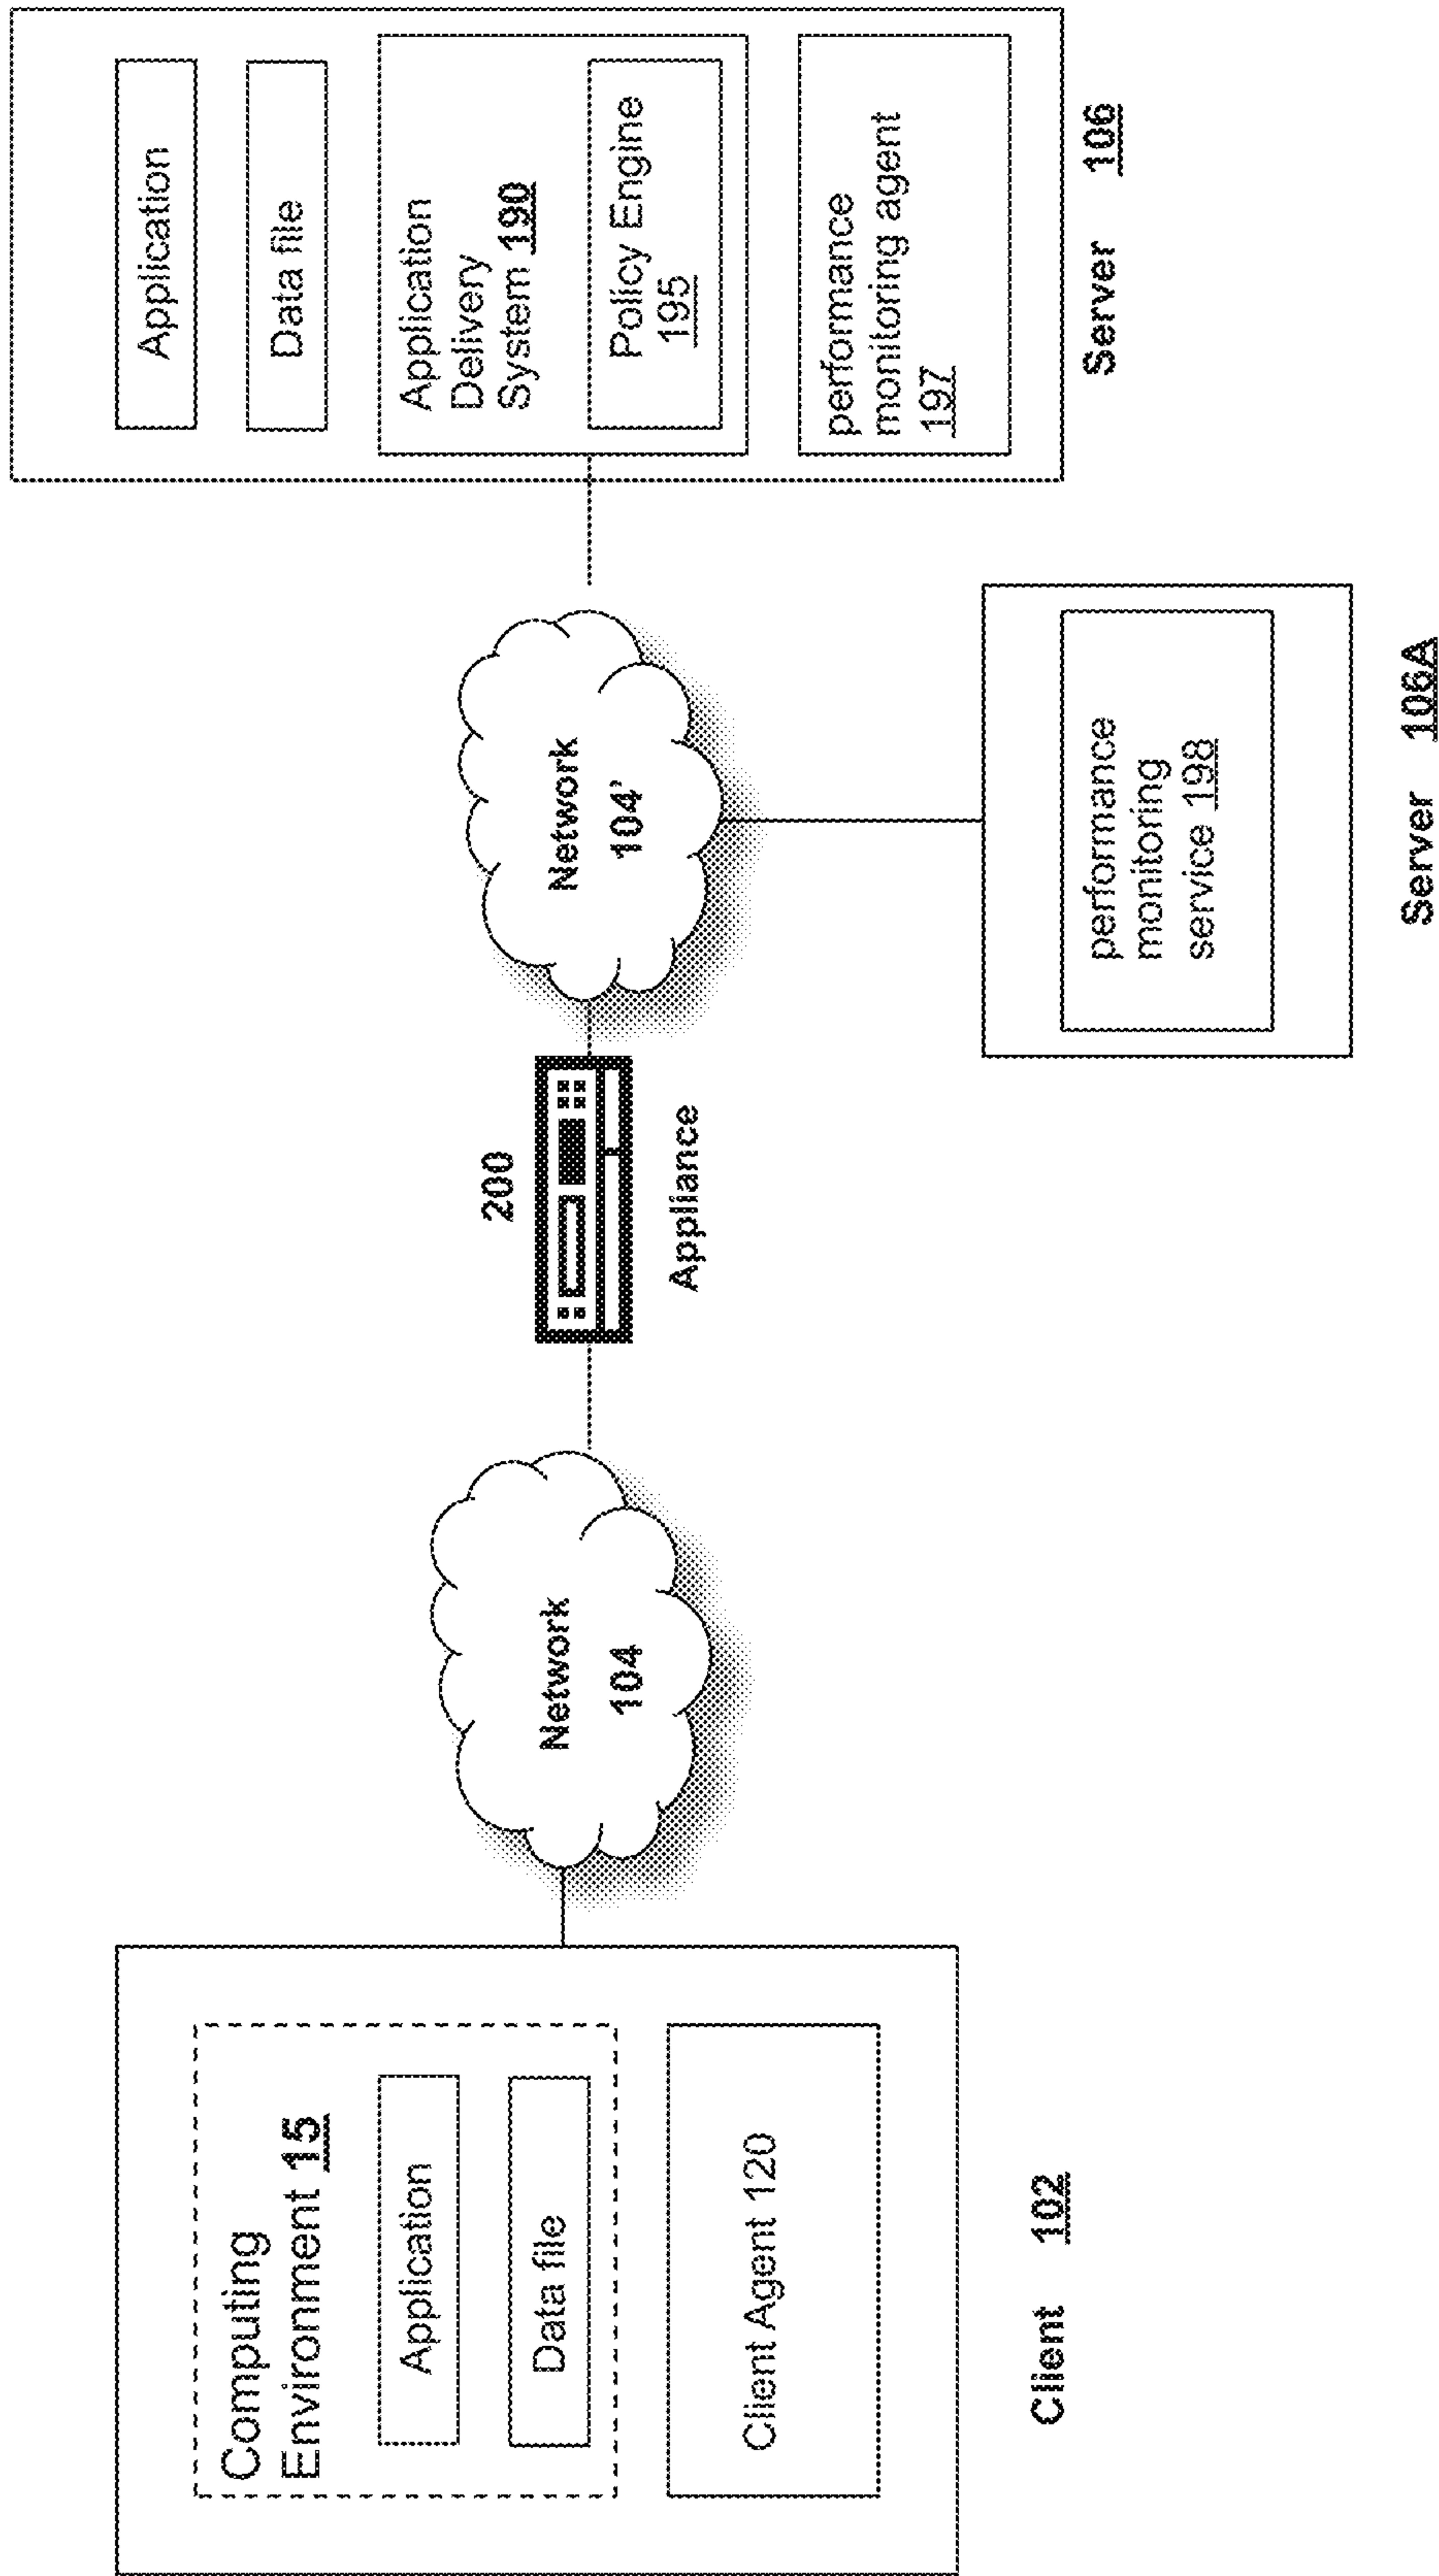 Computing
Environment 15
Application
Data file
Client Agent 120
Client 102
Network
104
200
Appliance
Network
104'
performance
monitoring
service 198
Server 106A
Application
Data file
Application
Delivery
System 190
Policy Engine
195
performance
monitoring agent
197
Server 106